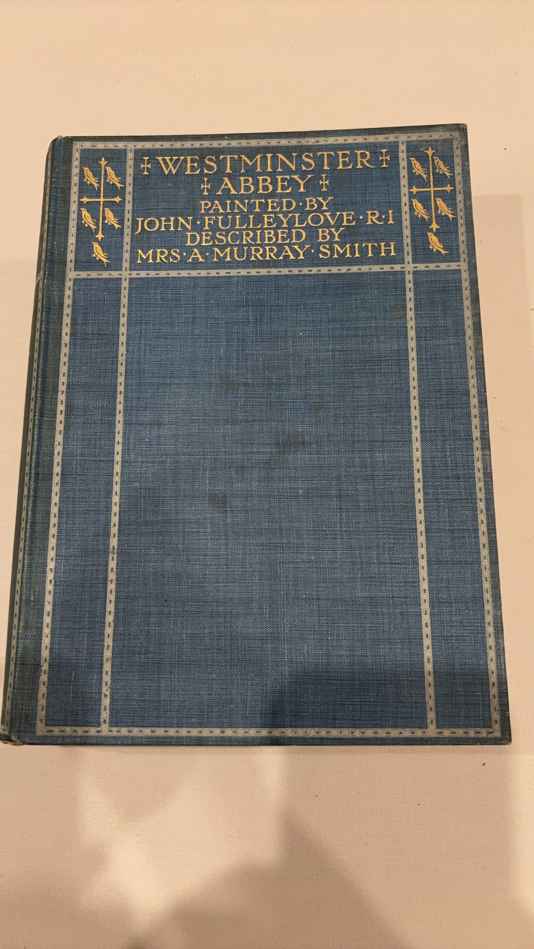 WESTMINSTER
ABBEY
PAINTED·BY
JOHN·FULLEYLOVE·R·I
DESCRIBED BY
MRS·A·MURRAY·SMITH